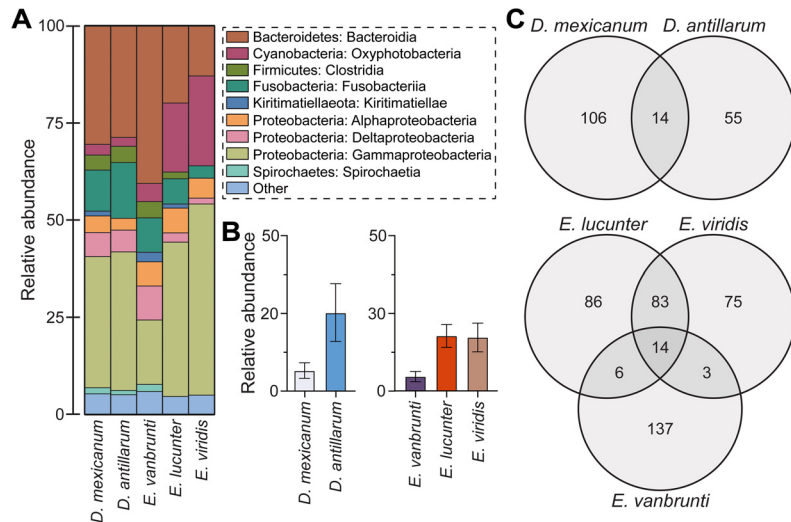 A
Relative abundance
100
75
50
25
0
D. mexicanum
D. antillarum
E. vanbrunti
E. lucunter
E. viridis
Bacteroidetes: Bacteroidia
Cyanobacteria: Oxyphotobacteria
Firmicutes: Clostridia
Fusobacteria: Fusobacteriia
Kiritimatiellaeota: Kiritimatiellae
Proteobacteria: Alphaproteobacteria
Proteobacteria: Deltaproteobacteria
Proteobacteria: Gammaproteobacteria
Spirochaetes: Spirochaetia
Other
B
Relative abundance
50
20
0
D. mexicanum
D. antillarum
50
30
0
E. vanbrunti
E. lucunter
E. viridis
C
D. mexicanum
D. antillarum
106
14
55
E. lucunter
E. viridis
86
83
75
14
6
3
137
E. vanbrunti